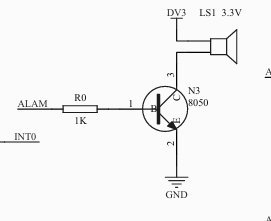 DV3 LS1 3.3V
3
N3
8050
ALAM R0 1 B C E
1K
INT0
2
GND